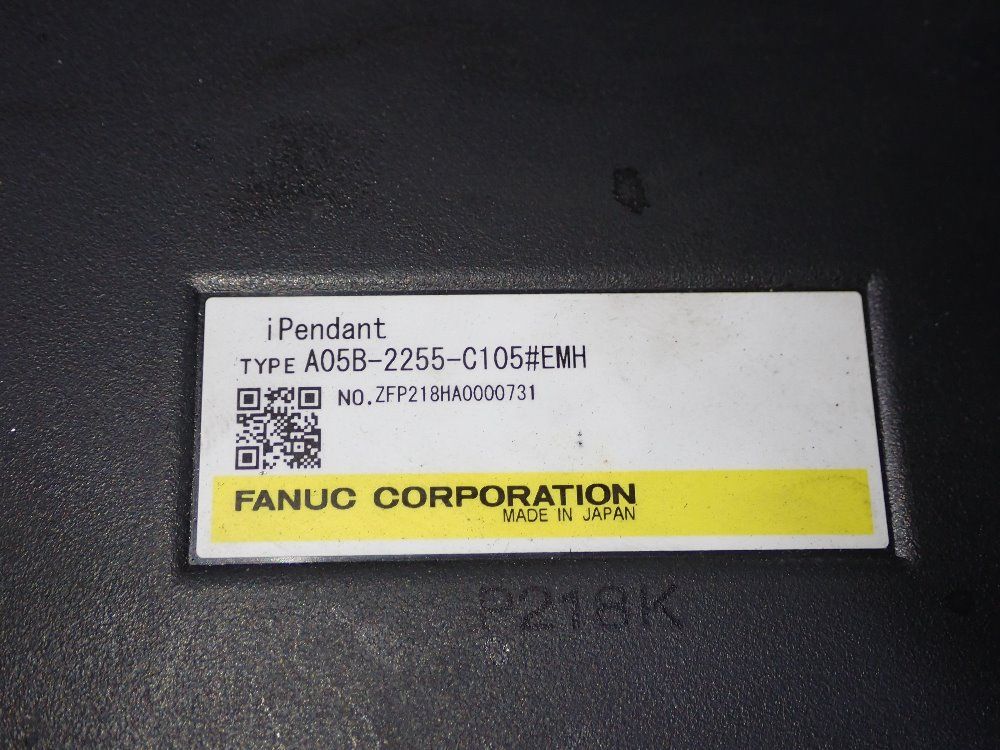 iPendant
TYPE A05B-2255-C105#EMH
NO.ZFP218HA0000731
FANUC CORPORATION
MADE IN JAPAN
P218K